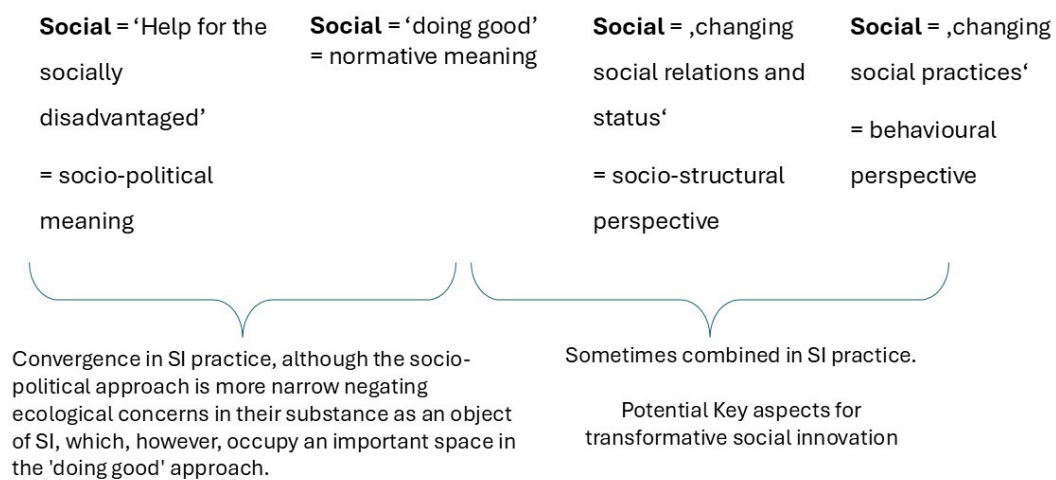 Social = ‘Help for the
socially
disadvantaged’
= socio-political
meaning
Social = ‘doing good’
= normative meaning
Social = ‚changing
social relations and
status‘
= socio-structural
perspective
Social = ‚changing
social practices‘
= behavioural
perspective
Convergence in SI practice, although the socio-
political approach is more narrow negating
ecological concerns in their substance as an object
of SI, which, however, occupy an important space in
the 'doing good' approach.
Sometimes combined in SI practice.
Potential Key aspects for
transformative social innovation